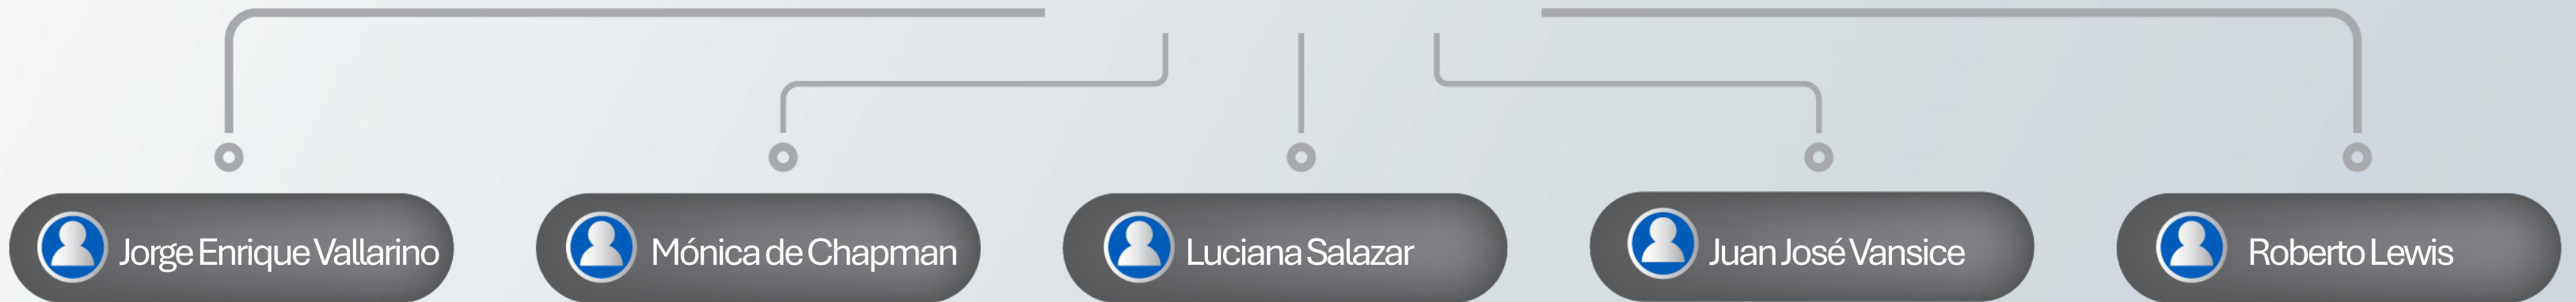 Jorge Enrique Vallarino
Mónica de Chapman
Luciana Salazar
Juan José Vansice
Roberto Lewis